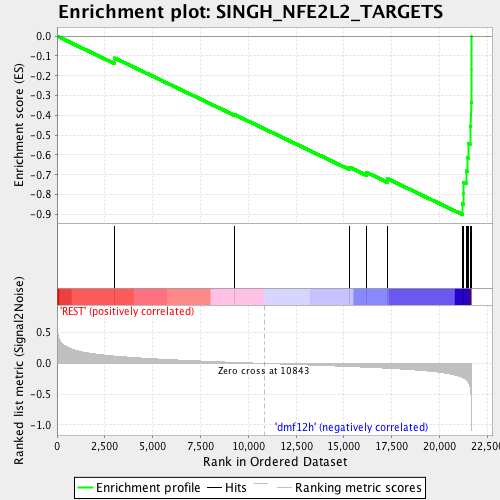 Enrichment plot: SINGH_NFE2L2_TARGETS
Enrichment score (ES)
0.0
-0.1
-0.2
-0.3
-0.4
-0.5
-0.6
-0.7
-0.8
-0.9
'REST' (positively correlated)
Ranked list metric (Signal2Noise)
0.5
0.0
-0.5
-1.0
Zero cross at 10843
'dmf12h' (negatively correlated)
0
2,500
5,000
7,500
10,000
12,500
15,000
17,500
20,000
22,500
Rank in Ordered Dataset
Enrichment profile
Hits
Ranking metric scores